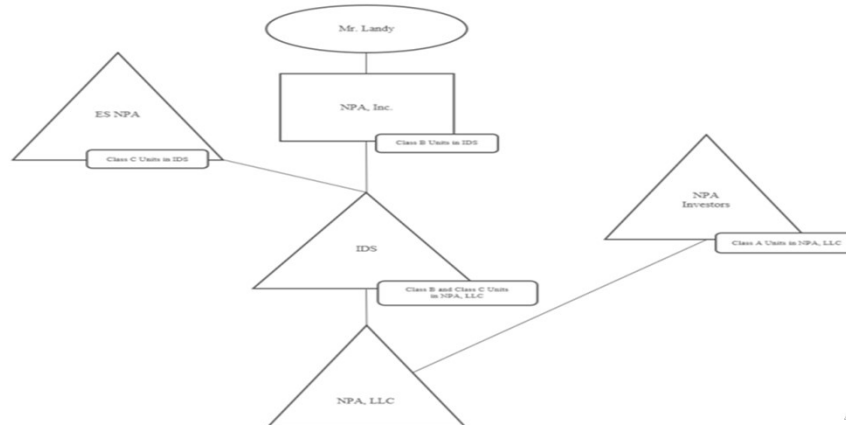 Mr. Landy
ES NPA
NPA, Inc.
Class B Units in IDS
Class C Units in IDS
NPA
Investors
Class A Units in NPA, LLC
IDS
Class B and Class C Units
in NPA, LLC
NPA, LLC